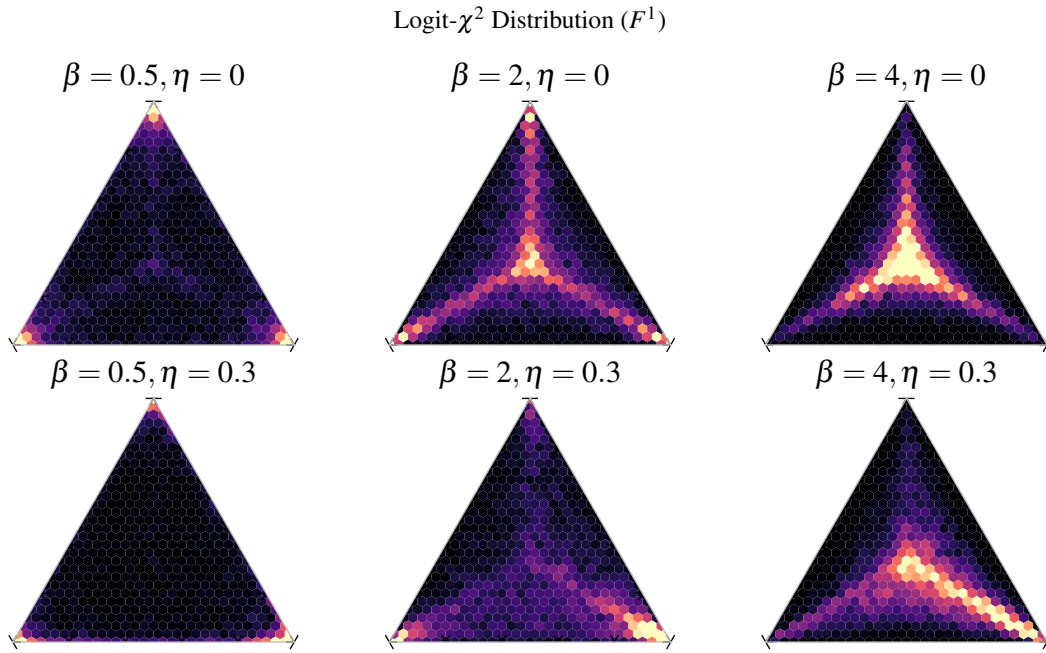 Logit-χ² Distribution (F¹)
β = 0.5, η = 0
β = 2, η = 0
β = 4, η = 0
β = 0.5, η = 0.3
β = 2, η = 0.3
β = 4, η = 0.3